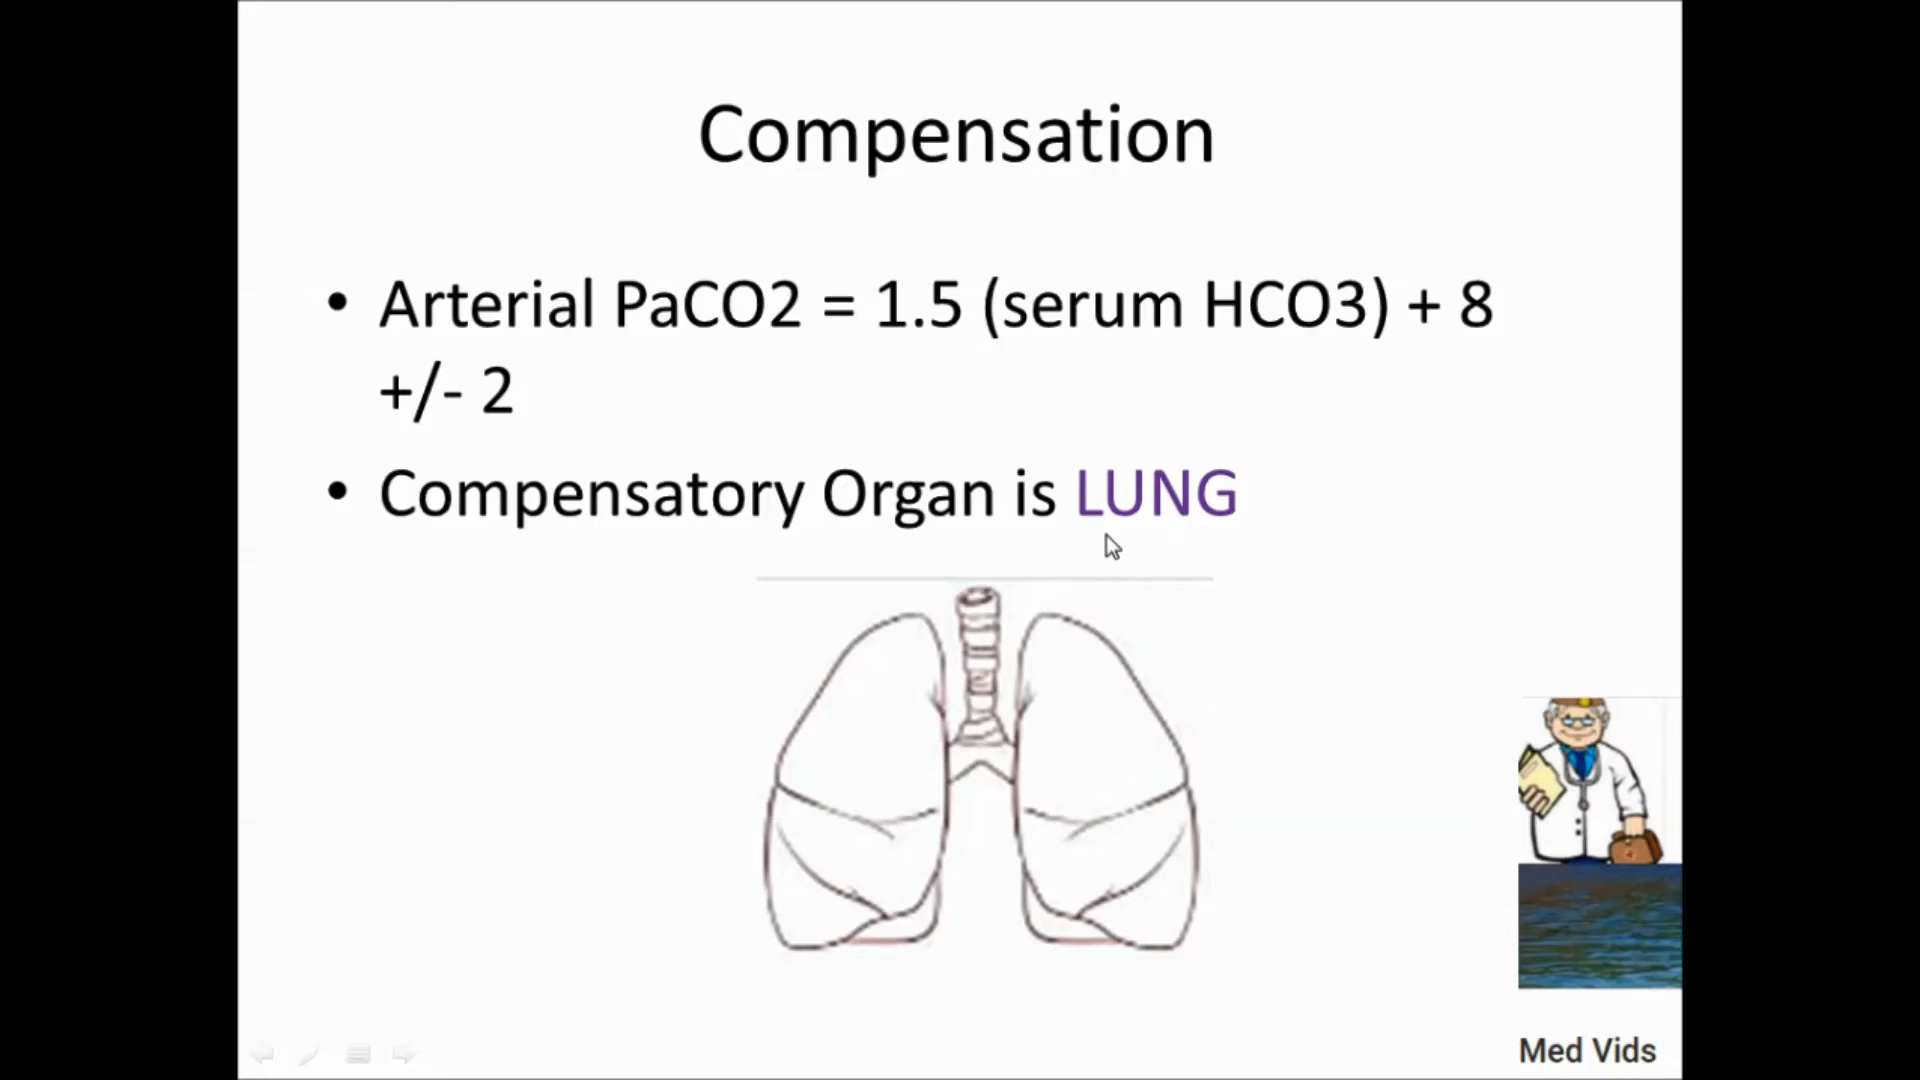 Compensation
• Arterial PaCO2 = 1.5 (serum HCO3) + 8
+/- 2
• Compensatory Organ is LUNG
Med Vids